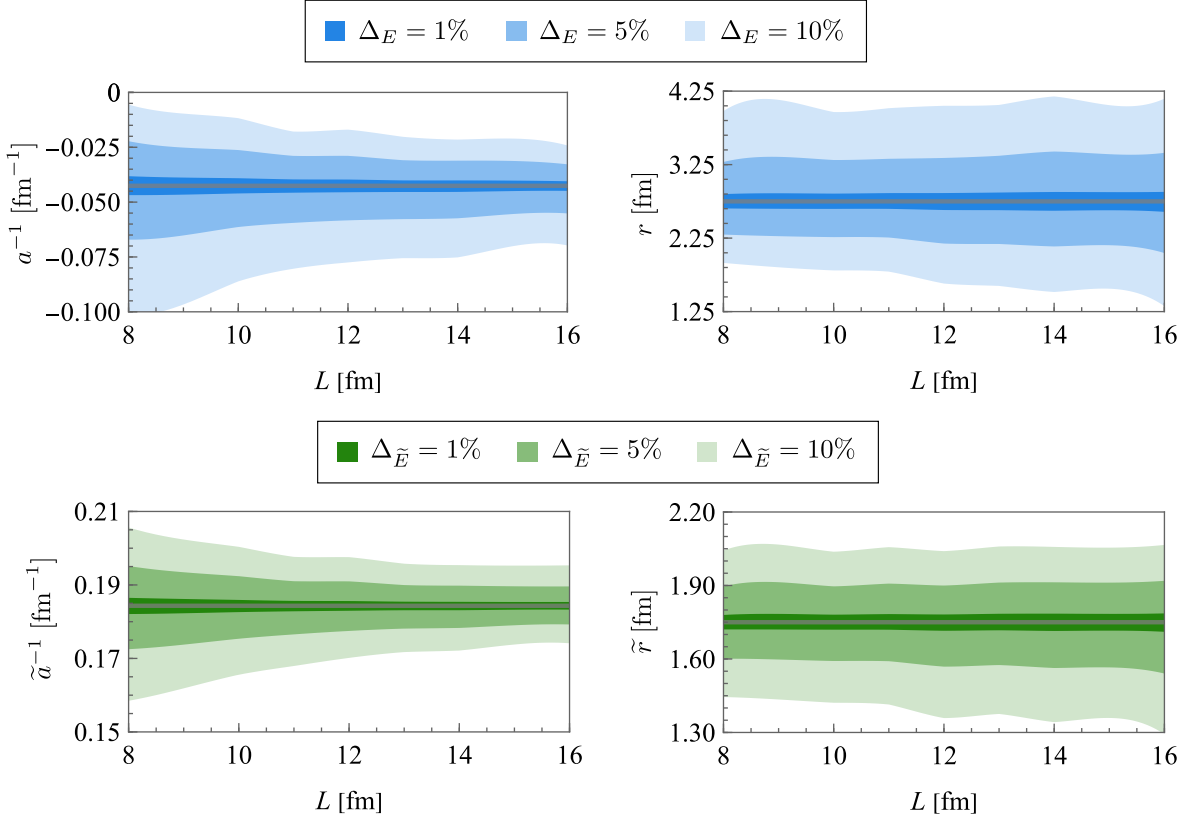 Δ_E = 1% Δ_E = 5% Δ_E = 10%
a⁻¹ [fm⁻¹]
0
−0.025
−0.050
−0.075
−0.100
8 10 12 14 16
L [fm]
r [fm]
4.25
3.25
2.25
1.25
8 10 12 14 16
L [fm]
Δ_Ẽ = 1% Δ_Ẽ = 5% Δ_Ẽ = 10%
ã⁻¹ [fm⁻¹]
0.21
0.19
0.17
0.15
8 10 12 14 16
L [fm]
r̃ [fm]
2.20
1.90
1.60
1.30
8 10 12 14 16
L [fm]